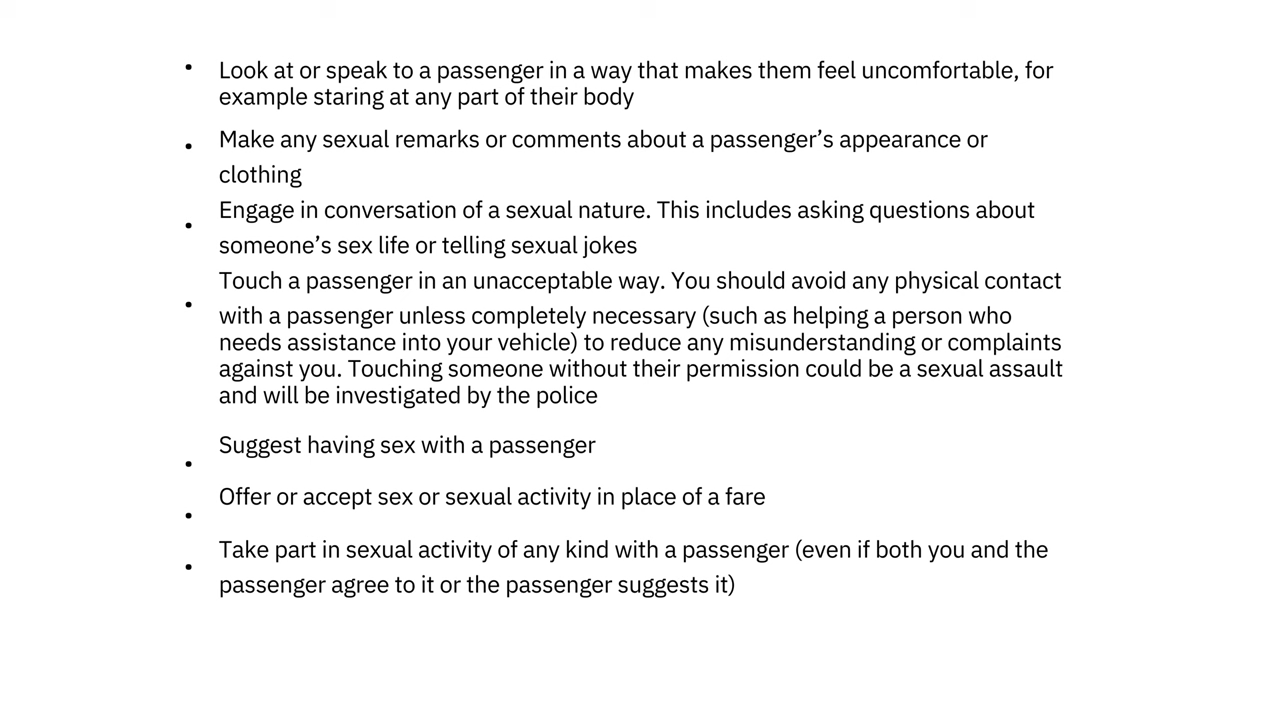 • Look at or speak to a passenger in a way that makes them feel uncomfortable, for
example staring at any part of their body
• Make any sexual remarks or comments about a passenger’s appearance or
clothing
• Engage in conversation of a sexual nature. This includes asking questions about
someone’s sex life or telling sexual jokes
• Touch a passenger in an unacceptable way. You should avoid any physical contact
with a passenger unless completely necessary (such as helping a person who
needs assistance into your vehicle) to reduce any misunderstanding or complaints
against you. Touching someone without their permission could be a sexual assault
and will be investigated by the police
• Suggest having sex with a passenger
• Offer or accept sex or sexual activity in place of a fare
• Take part in sexual activity of any kind with a passenger (even if both you and the
passenger agree to it or the passenger suggests it)